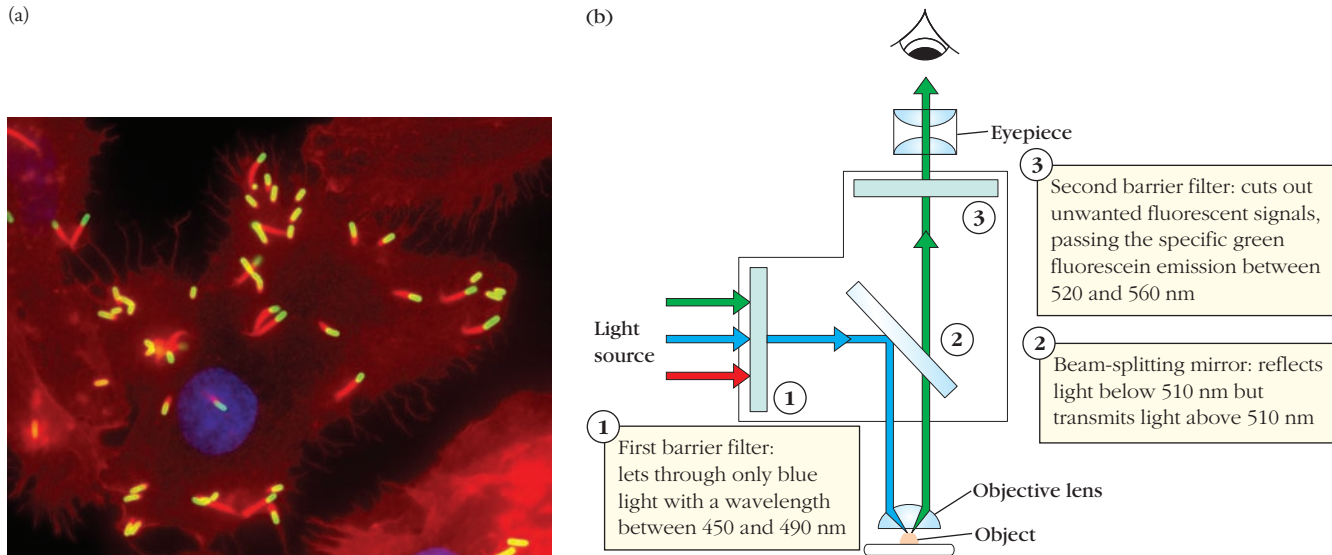 (a)
(b)
Eyepiece
3
Second barrier filter: cuts out
unwanted fluorescent signals,
passing the specific green
fluorescein emission between
520 and 560 nm
3
Light
source
2
1
2
Beam-splitting mirror: reflects
light below 510 nm but
transmits light above 510 nm
1
First barrier filter:
lets through only blue
light with a wavelength
between 450 and 490 nm
Objective lens
Object